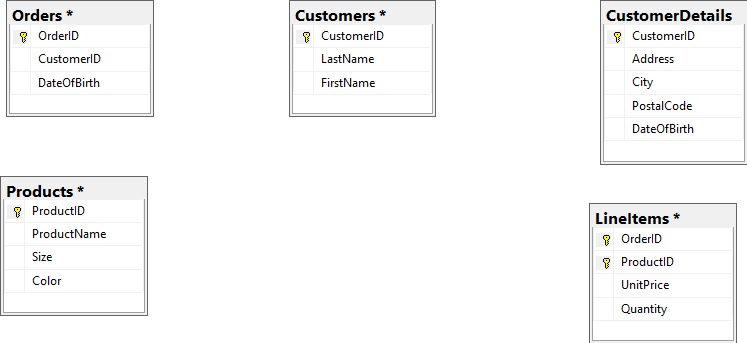 Orders *
OrderID
CustomerID
DateOfBirth
Customers *
CustomerID
LastName
FirstName
CustomerDetails
CustomerID
Address
City
PostalCode
DateOfBirth
Products *
ProductID
ProductName
Size
Color
LineItems *
OrderID
ProductID
UnitPrice
Quantity